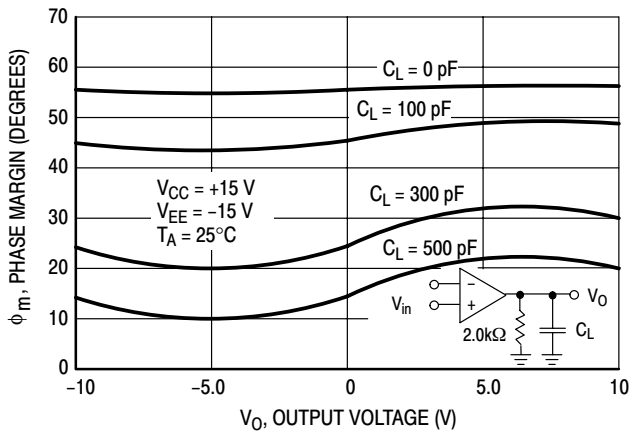 70
60
50
40
30
20
10
0
ϕm, PHASE MARGIN (DEGREES)
CL = 0 pF
CL = 100 pF
VCC = +15 V
VEE = –15 V
TA = 25°C
CL = 300 pF
CL = 500 pF
Vin
–
+
VO
2.0kΩ
CL
–10
–5.0
0
5.0
10
VO, OUTPUT VOLTAGE (V)